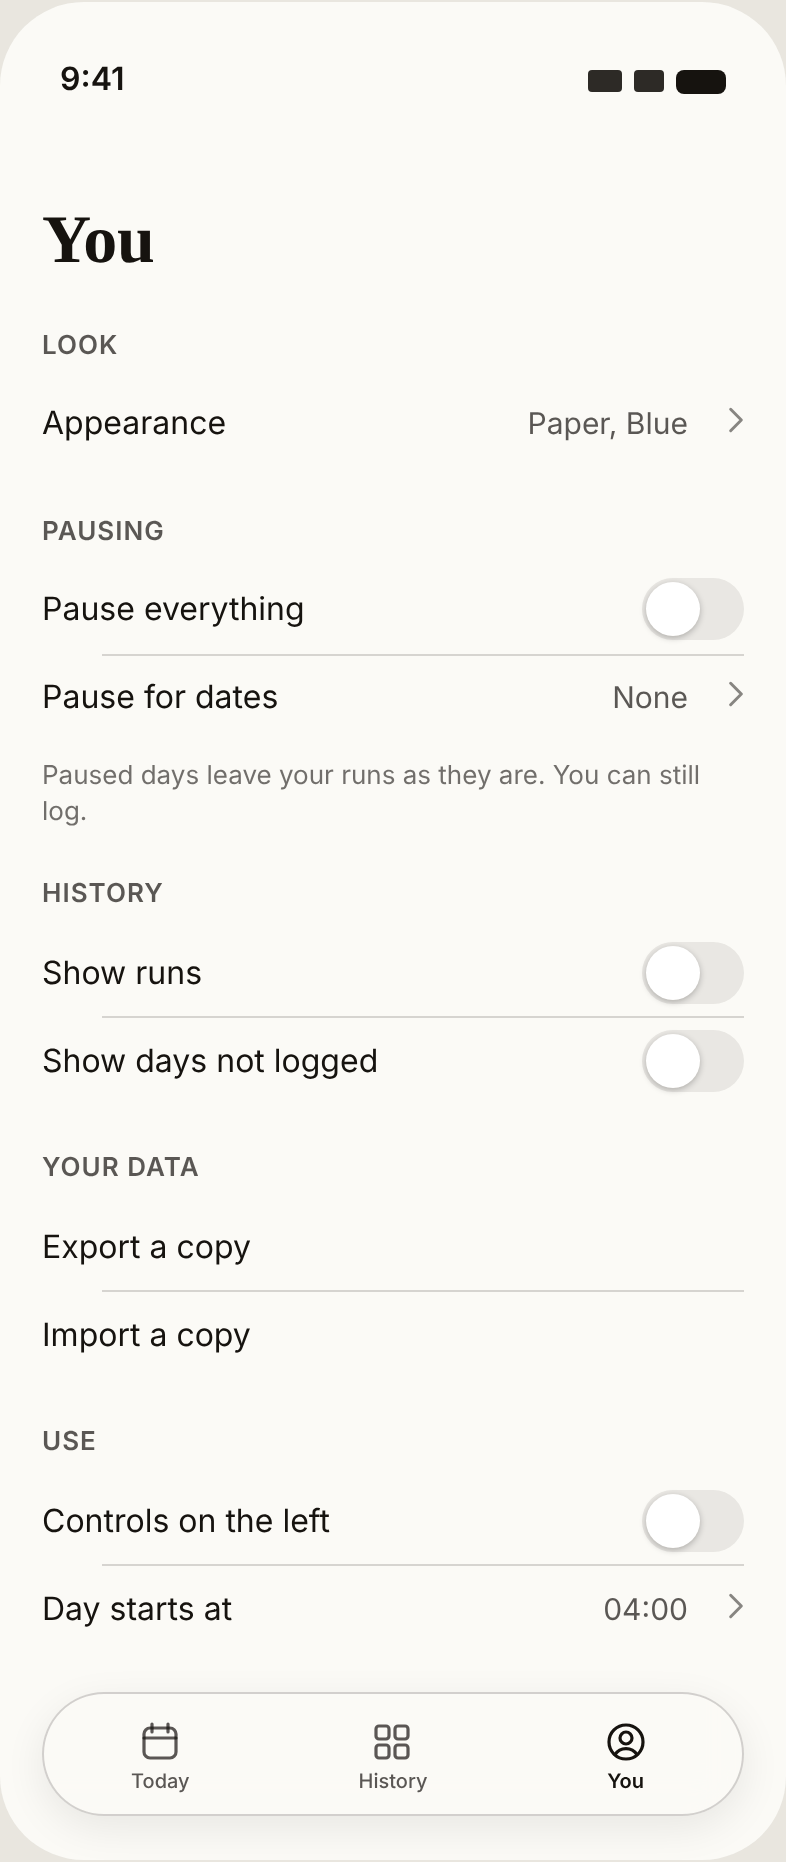 9:41
You
LOOK
Appearance
Paper, Blue
PAUSING
Pause everything
Pause for dates
None
Paused days leave your runs as they are. You can still
log.
HISTORY
Show runs
Show days not logged
YOUR DATA
Export a copy
Import a copy
USE
Controls on the left
Day starts at
04:00
Today
History
You